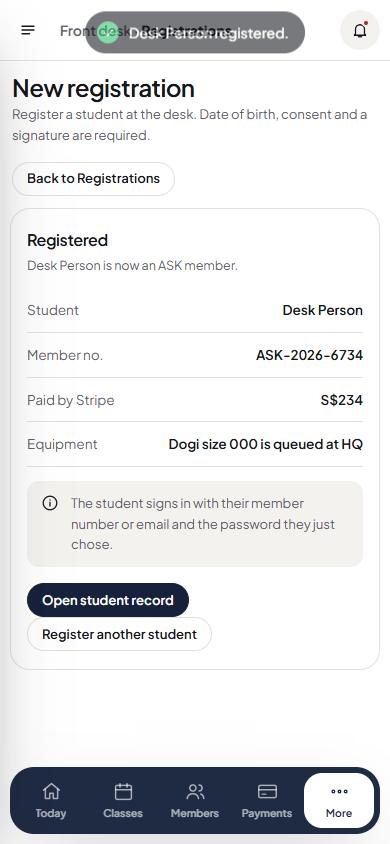 Front desk Registrations
Desk Person registered.
New registration
Register a student at the desk. Date of birth, consent and a
signature are required.
Back to Registrations
Registered
Desk Person is now an ASK member.
Student Desk Person
Member no. ASK-2026-6734
Paid by Stripe S$234
Equipment Dogi size 000 is queued at HQ
The student signs in with their member
number or email and the password they just
chose.
Open student record
Register another student
Today Classes Members Payments More